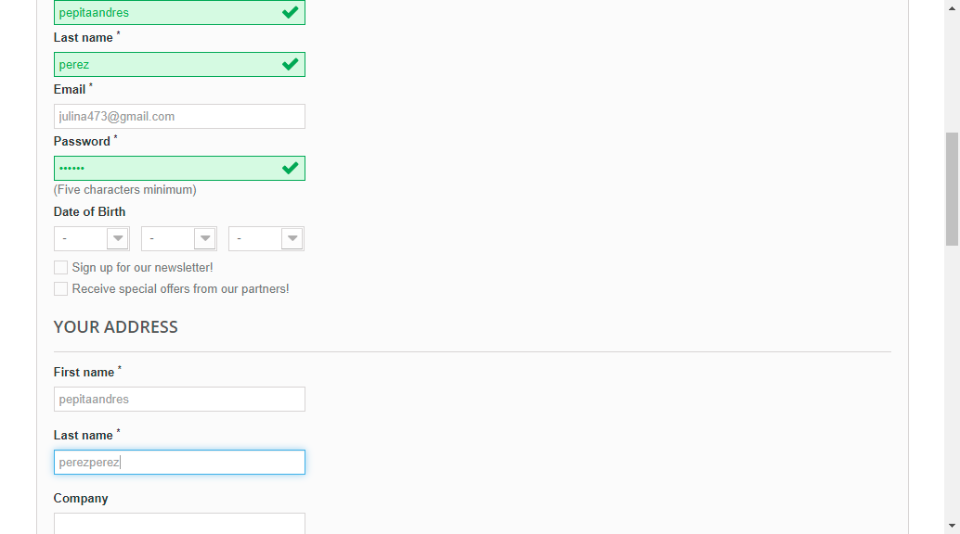 pepitaandres
Last name *
perez
Email *
julina473@gmail.com
Password *
••••••
(Five characters minimum)
Date of Birth
- - -
Sign up for our newsletter!
Receive special offers from our partners!
YOUR ADDRESS
First name *
pepitaandres
Last name *
perezperez
Company